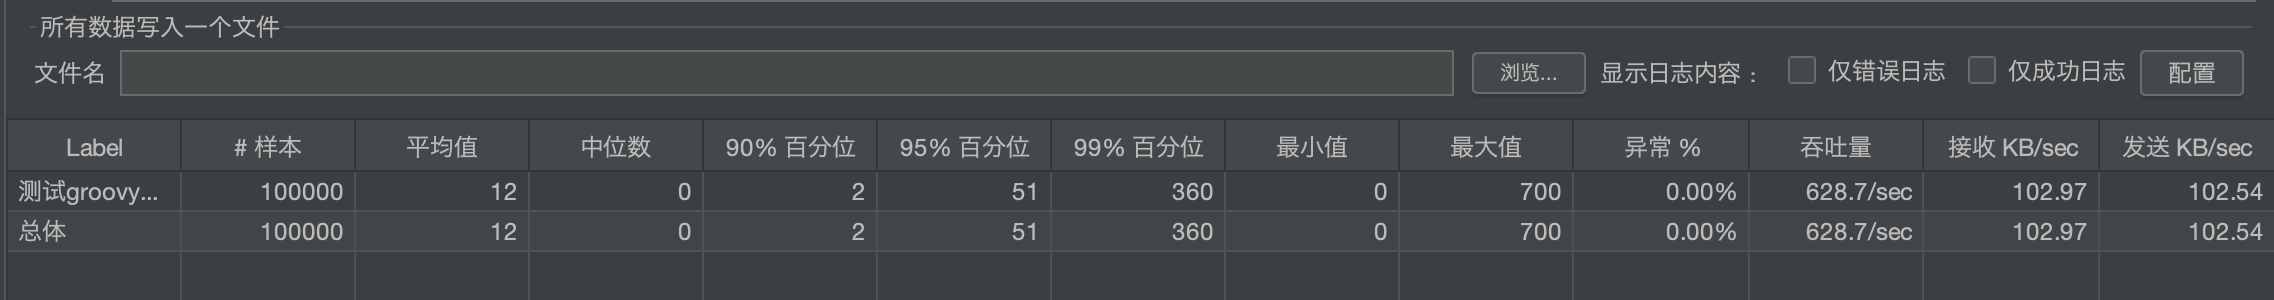 所有数据写入一个文件
文件名 浏览... 显示日志内容： 仅错误日志 仅成功日志 配置
Label # 样本 平均值 中位数 90% 百分位 95% 百分位 99% 百分位 最小值 最大值 异常 % 吞吐量 接收 KB/sec 发送 KB/sec
测试groovy... 100000 12 0 2 51 360 0 700 0.00% 628.7/sec 102.97 102.54
总体 100000 12 0 2 51 360 0 700 0.00% 628.7/sec 102.97 102.54